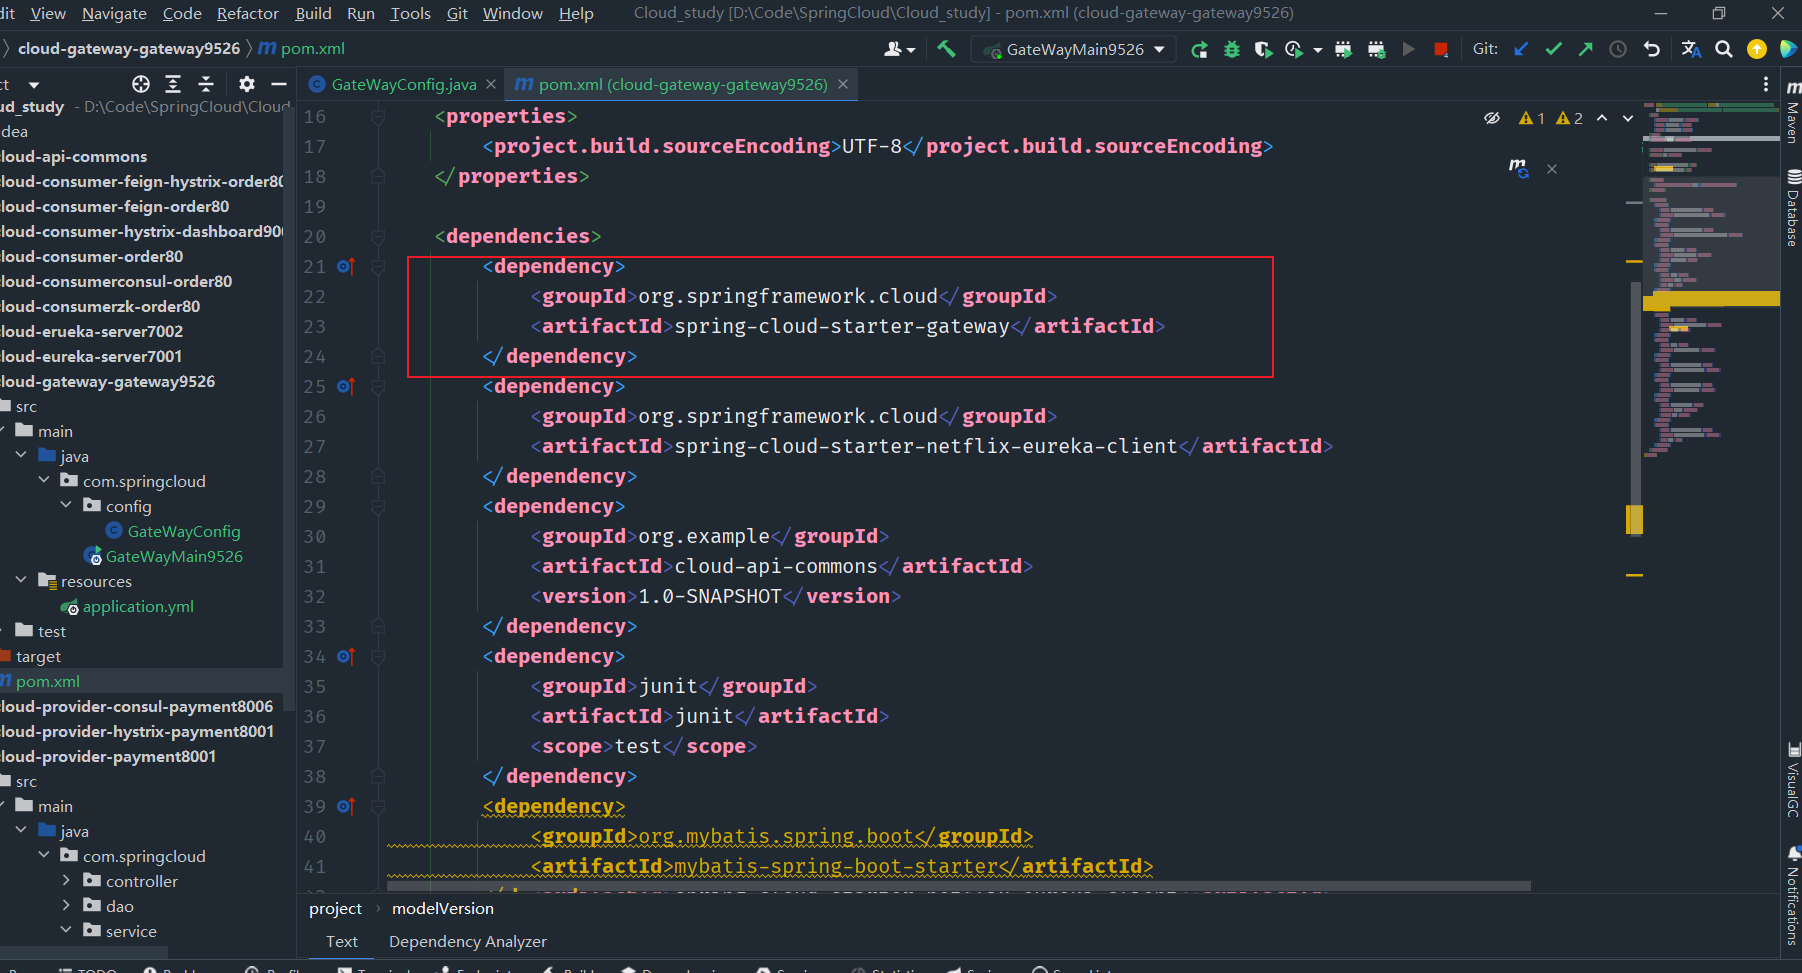 dit View Navigate Code Refactor Build Run Tools Git Window Help Cloud_study [D:\Code\SpringCloud\Cloud_study] - pom.xml (cloud-gateway-gateway9526)
cloud-gateway-gateway9526 m pom.xml GateWayMain9526 Git:
ct GateWayConfig.java pom.xml (cloud-gateway-gateway9526)
ud_study - D:\Code\SpringCloud\Cloud
dea
loud-api-commons
loud-consumer-feign-hystrix-order80
loud-consumer-feign-order80
loud-consumer-hystrix-dashboard900
loud-consumer-order80
loud-consumerconsul-order80
loud-consumerzk-order80
loud-erueka-server7002
loud-eureka-server7001
loud-gateway-gateway9526
src
main
java
com.springcloud
config
GateWayConfig
GateWayMain9526
resources
application.yml
test
target
pom.xml
loud-provider-consul-payment8006
loud-provider-hystrix-payment8001
loud-provider-payment8001
src
main
java
com.springcloud
controller
dao
service
1 2
16 <properties>
17 <project.build.sourceEncoding>UTF-8</project.build.sourceEncoding>
18 </properties>
19
20 <dependencies>
21 <dependency>
22 <groupId>org.springframework.cloud</groupId>
23 <artifactId>spring-cloud-starter-gateway</artifactId>
24 </dependency>
25 <dependency>
26 <groupId>org.springframework.cloud</groupId>
27 <artifactId>spring-cloud-starter-netflix-eureka-client</artifactId>
28 </dependency>
29 <dependency>
30 <groupId>org.example</groupId>
31 <artifactId>cloud-api-commons</artifactId>
32 <version>1.0-SNAPSHOT</version>
33 </dependency>
34 <dependency>
35 <groupId>junit</groupId>
36 <artifactId>junit</artifactId>
37 <scope>test</scope>
38 </dependency>
39 <dependency>
40 <groupId>org.mybatis.spring.boot</groupId>
41 <artifactId>mybatis-spring-boot-starter</artifactId>
project modelVersion
Text Dependency Analyzer
Maven
Database
VisualGC
Notifications